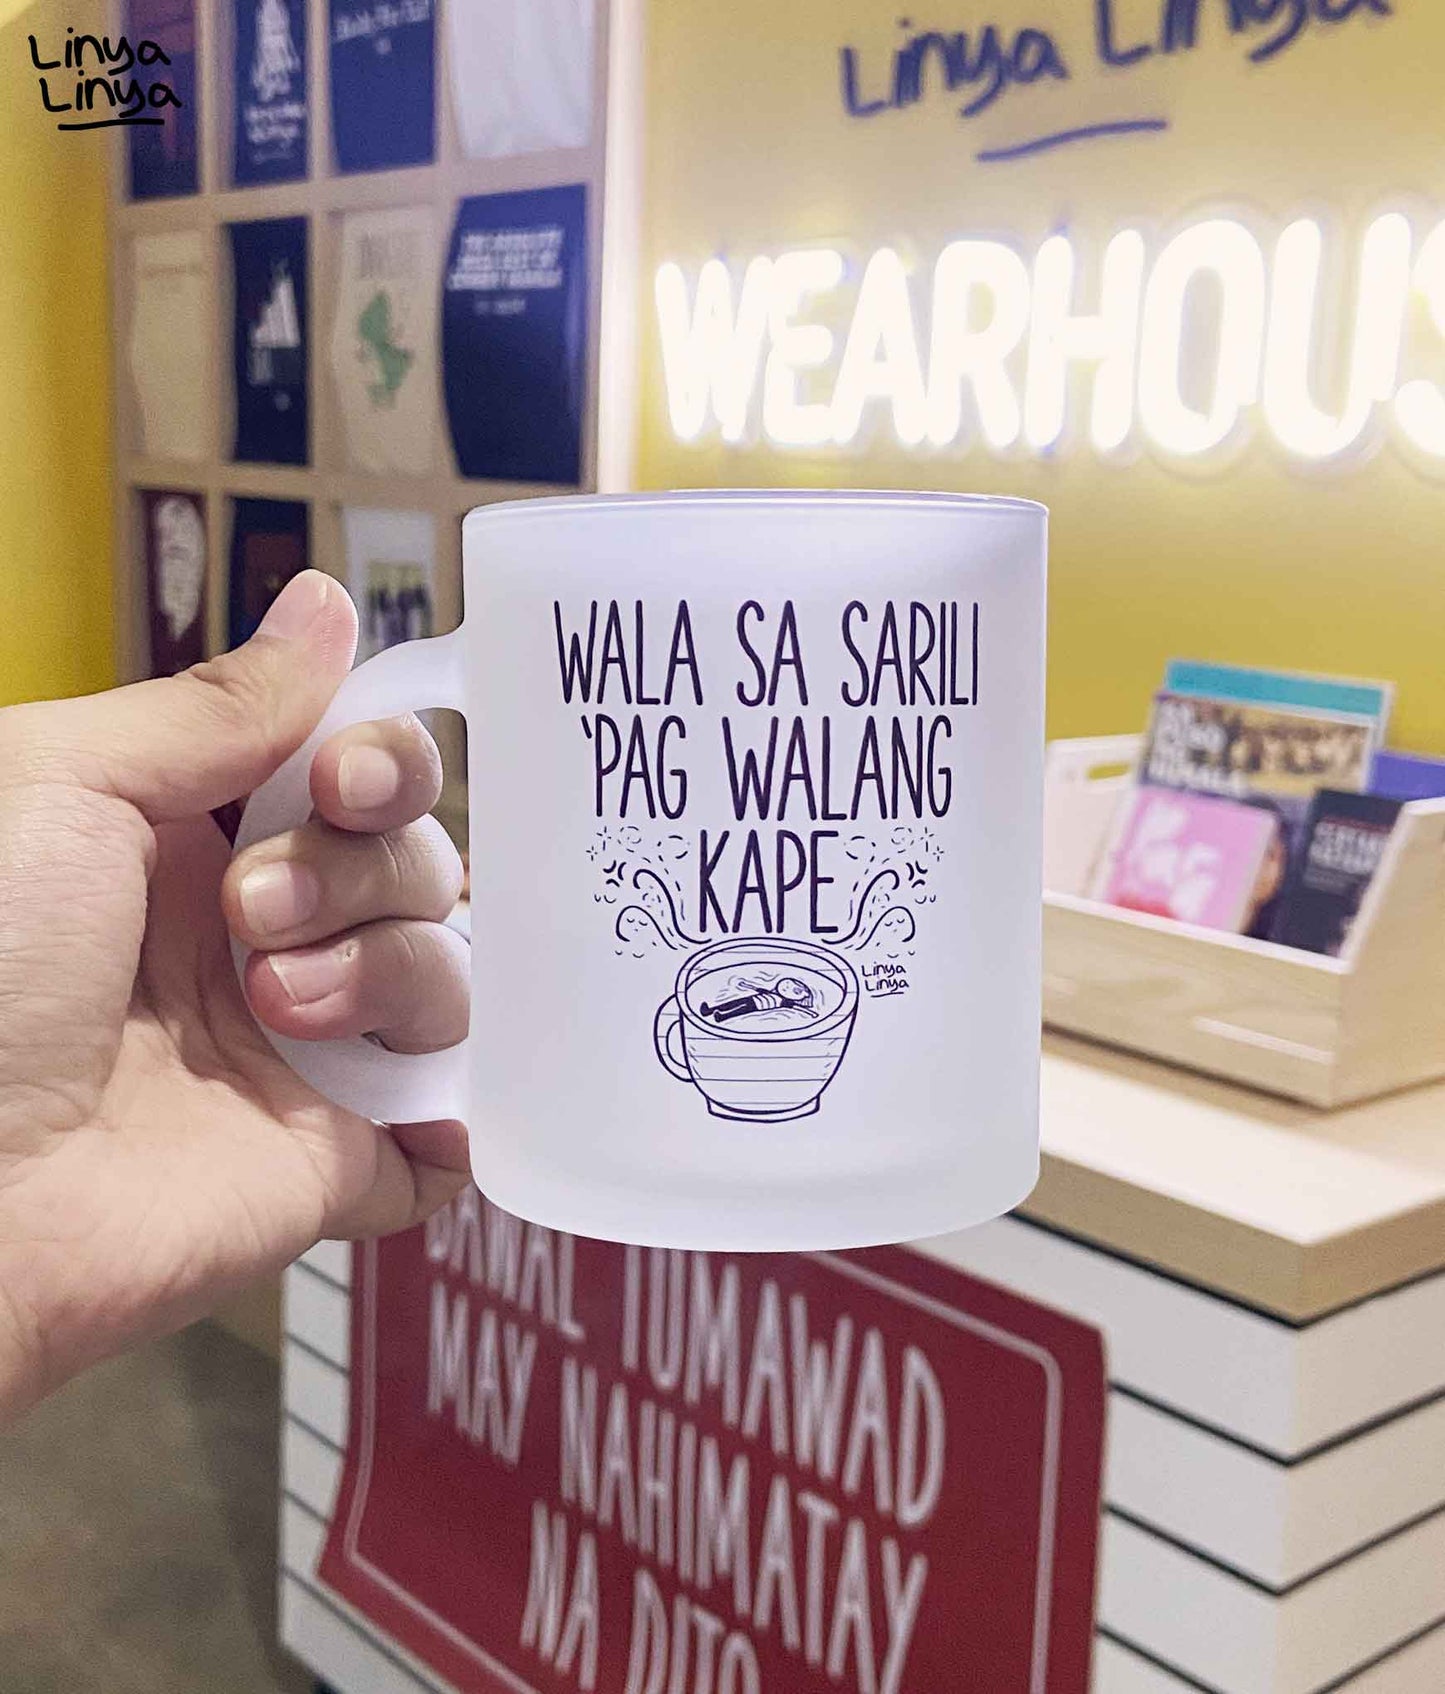 Linya
Linya
Linya Linya
WEARHOUS
WALA SA SARILI
'PAG WALANG
KAPE
Linya
Linya
BAWAL TUMAWAD
MAY NAHIMATAY
NA DITO